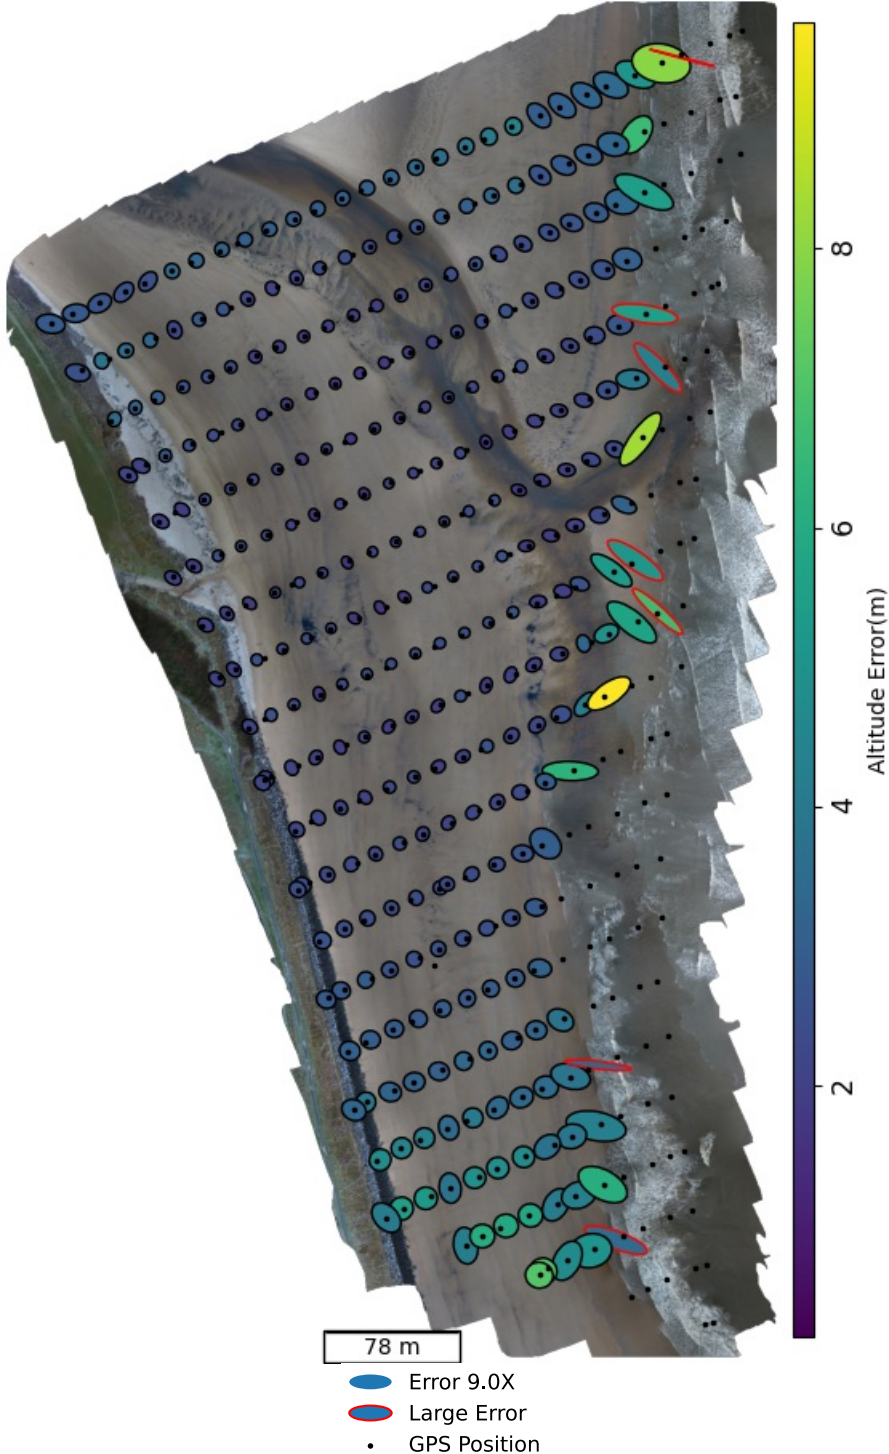 8
6
4
2
Altitude Error(m)
78 m
Error 9.0X
Large Error
GPS Position